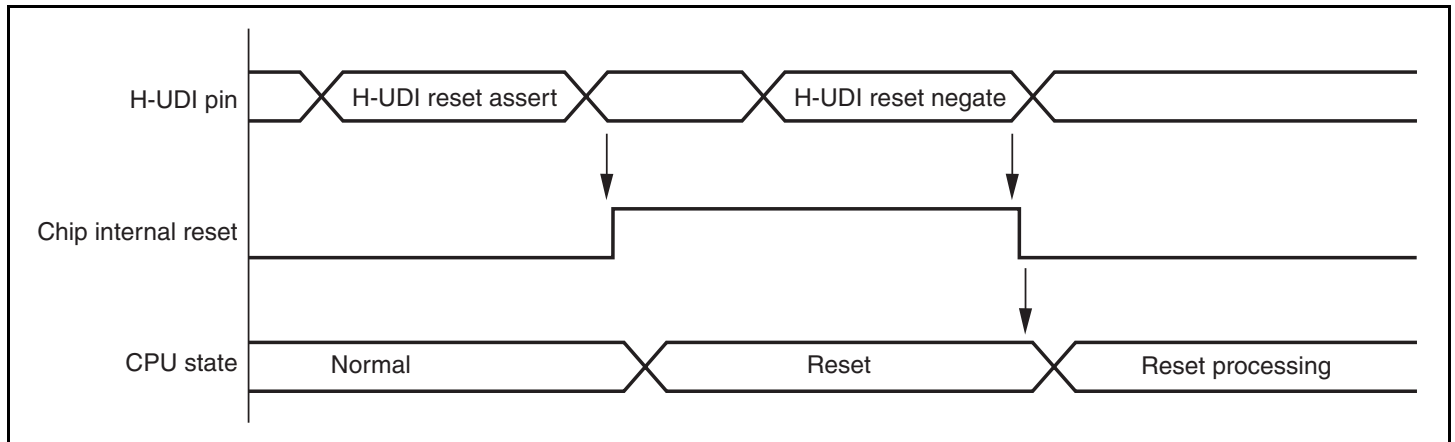 H-UDI pin
H-UDI reset assert
H-UDI reset negate
Chip internal reset
CPU state
Normal
Reset
Reset processing